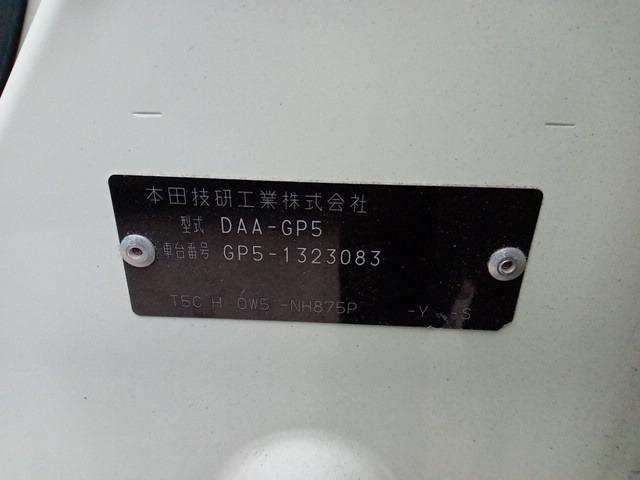 本田技研工業株式会社
型式 DAA-GP5
車台番号 GP5-1323083
T5C H 0W5 -NH875P -Y -S